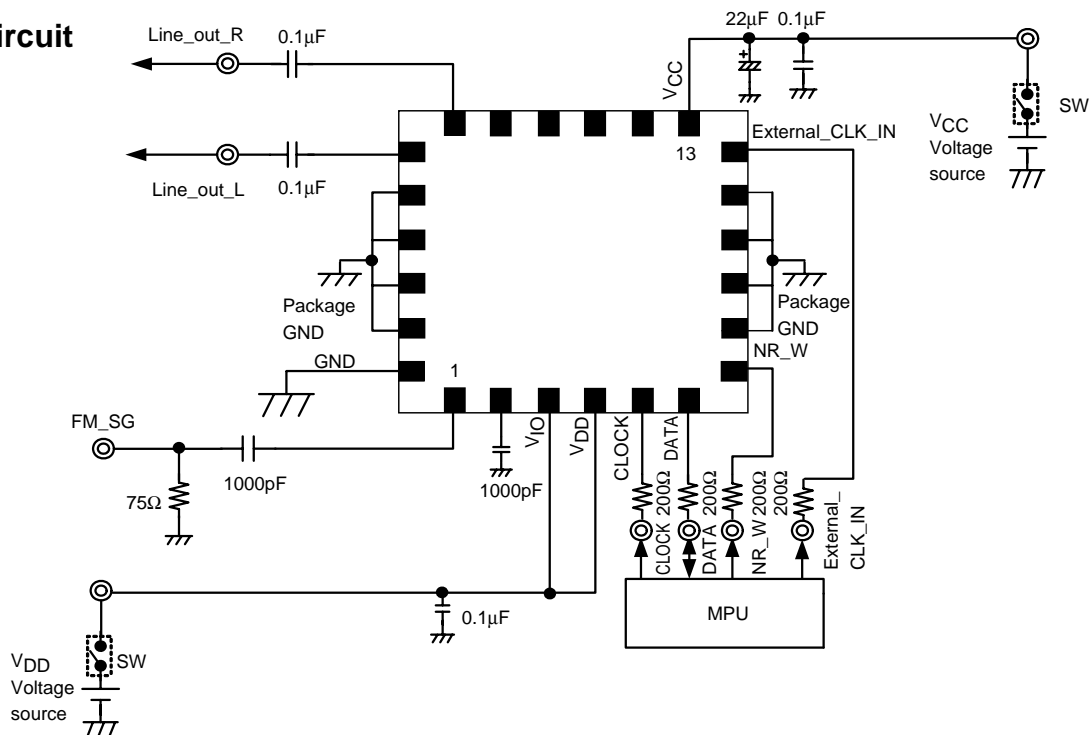 ircuit
Line_out_R
0.1μF
22μF
0.1μF
VCC
SW
VCC
Voltage
source
External_CLK_IN
13
Line_out_L
0.1μF
Package
GND
Package
GND
GND
1
NR_W
FM_SG
1000pF
75Ω
1000pF
VIO
VDD
CLOCK
DATA
200Ω
200Ω
200Ω
200Ω
CLOCK
DATA
NR_W
External_
CLK_IN
MPU
0.1μF
VDD
Voltage
source
SW